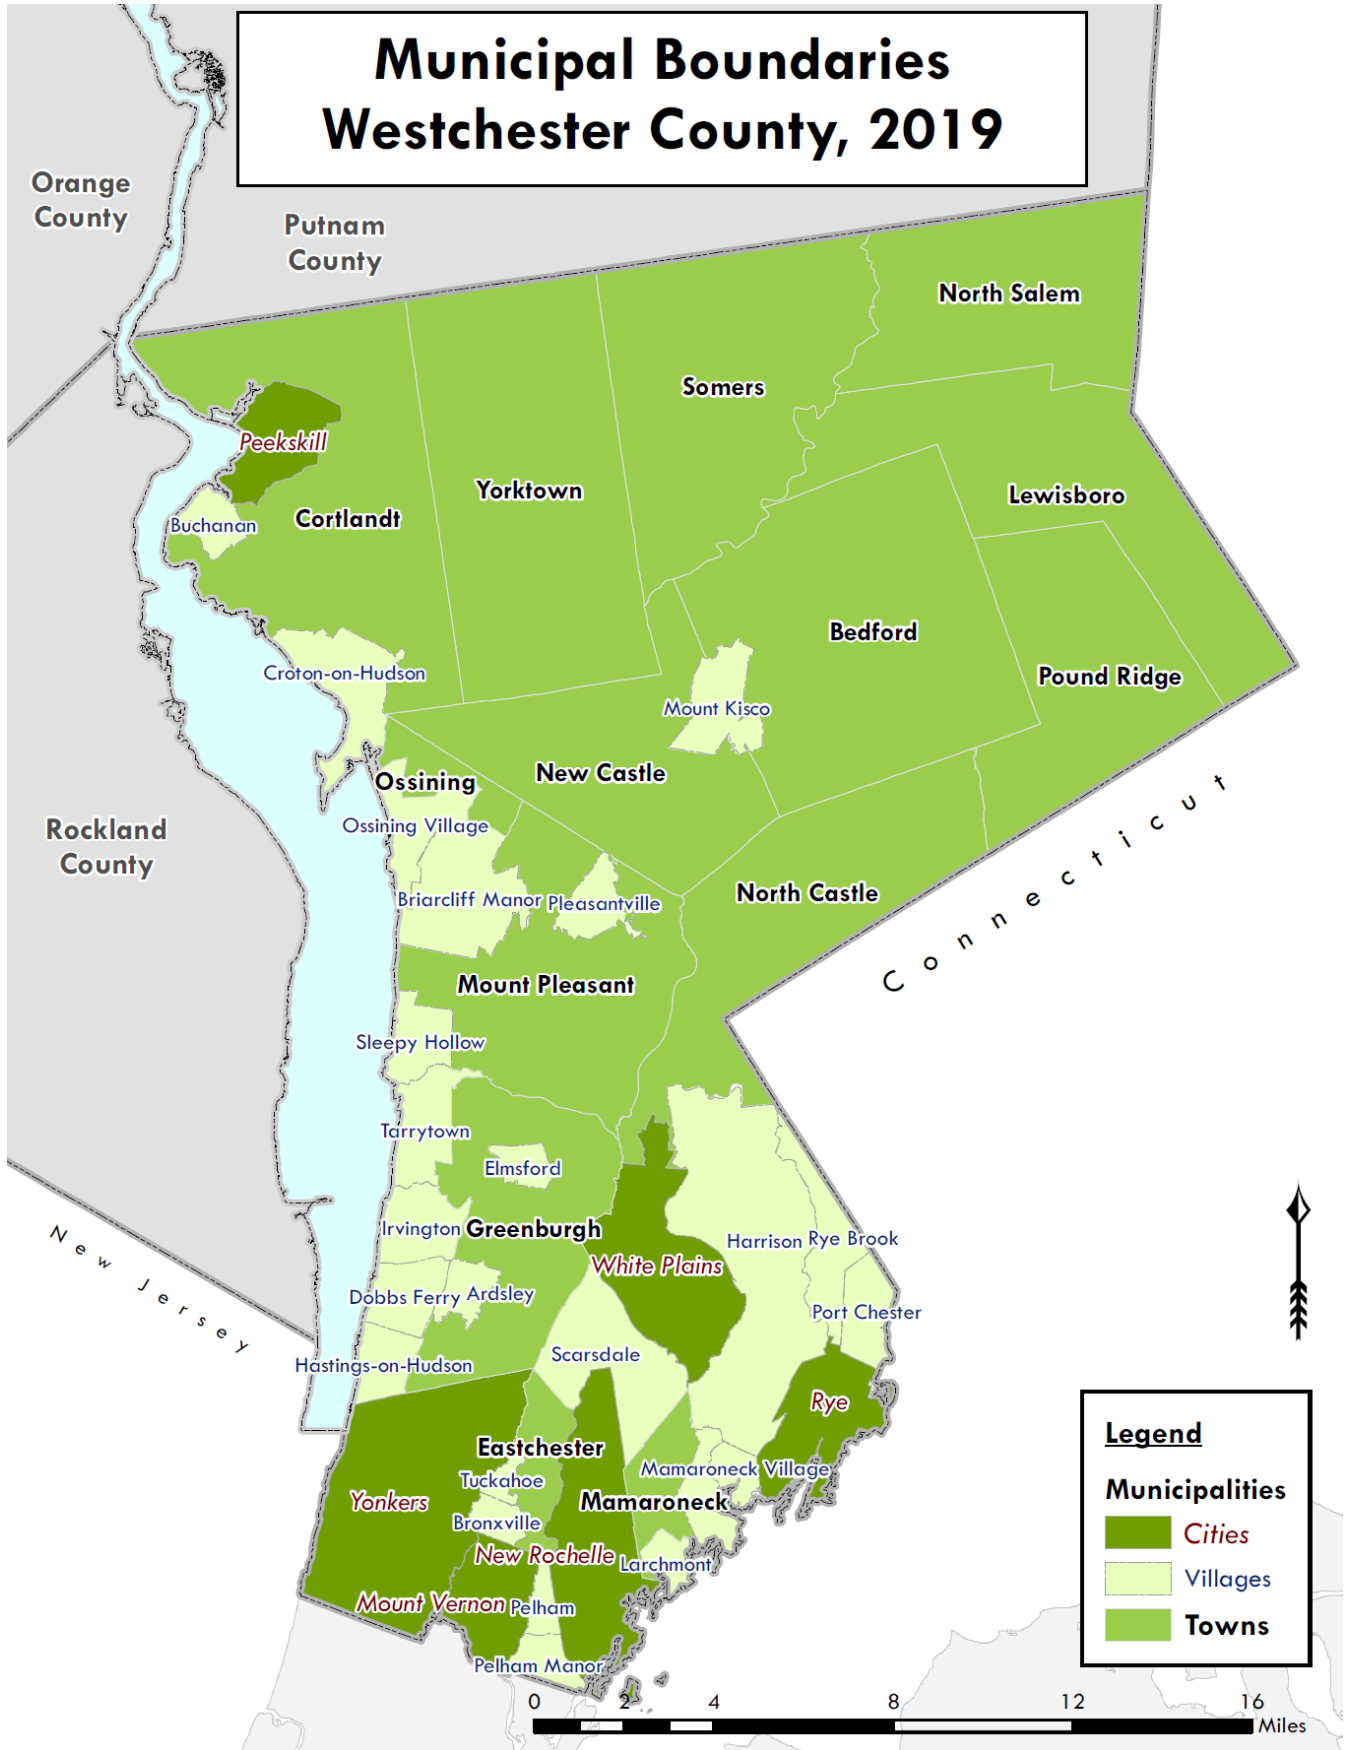 Municipal Boundaries
Westchester County, 2019
Orange
County
Putnam
County
North Salem
Somers
Peekskill
Yorktown
Lewisboro
Cortlandt
Buchanan
Bedford
Croton-on-Hudson
Pound Ridge
Mount Kisco
New Castle
Ossining
Connecticut
Ossining Village
Rockland
County
North Castle
Briarcliff Manor
Pleasantville
Mount Pleasant
Sleepy Hollow
Tarrytown
Elmsford
Irvington
Greenburgh
Harrison
Rye Brook
New Jersey
White Plains
Dobbs Ferry
Ardsley
Port Chester
Scarsdale
Hastings-on-Hudson
Rye
Eastchester
Mamaroneck Village
Tuckahoe
Yonkers
Mamaroneck
Bronxville
New Rochelle
Larchmont
Mount Vernon
Pelham
Pelham Manor
Legend
Municipalities
Cities
Villages
Towns
0 2 4 8 12 16
Miles